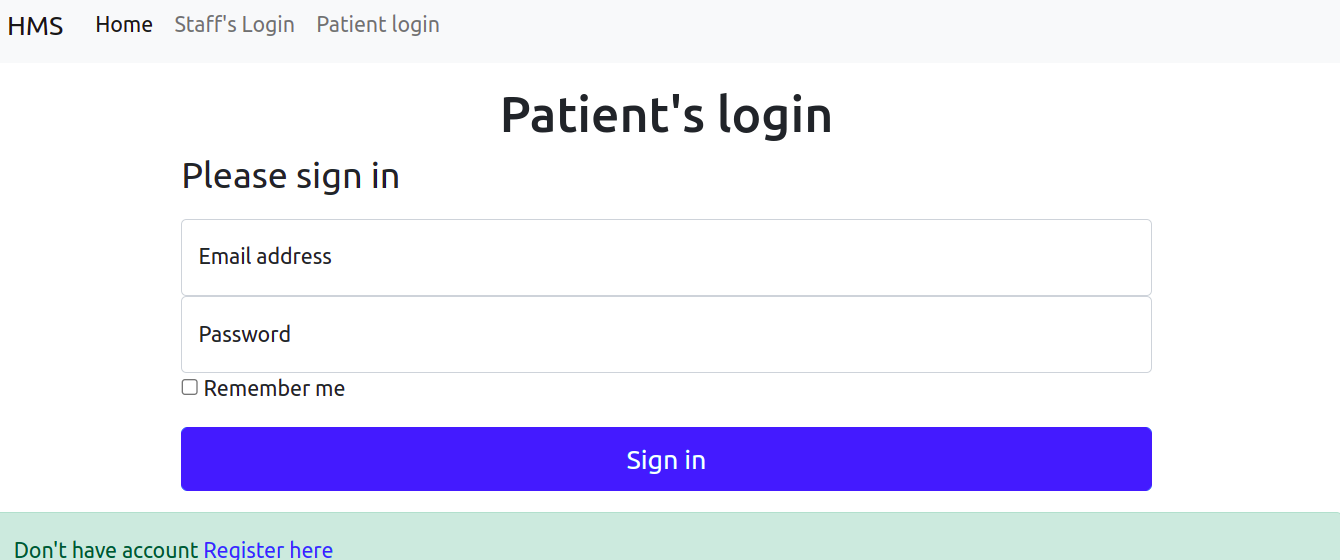 HMS Home Staff's Login Patient login
Patient's login
Please sign in
Email address
Password
Remember me
Sign in
Don't have account Register here